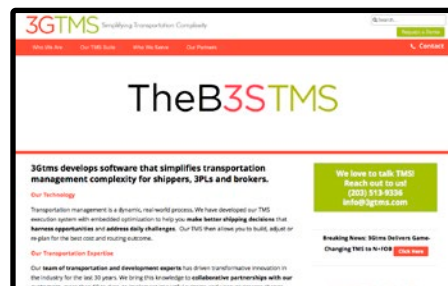 3GTMS Simplifying Transportation Complexity
Search...
Request a Demo
Who We Are Our TMS Suite Who We Serve Our Partners Contact
TheB3STMS
3Gtms develops software that simplifies transportation
management complexity for shippers, 3PLs and brokers.
Our Technology
Transportation management is a dynamic, real world process. We have developed our TMS
execution system with embedded optimization to help you make better shipping decisions that
harness opportunities and address daily challenges. Our TMS then allows you to build, adjust or
re-plan for the best cost and routing outcome.
Our Transportation Expertise
Our team of transportation and development experts has driven transformative innovation in
the industry for the last 30 years. We bring this knowledge to collaborative partnerships with our
We love to talk TMS!
Reach out to us!
(203) 513-9336
info@3gtms.com
Breaking News: 3Gtms Delivers Game-
Changing TMS to N+FOB Click Here